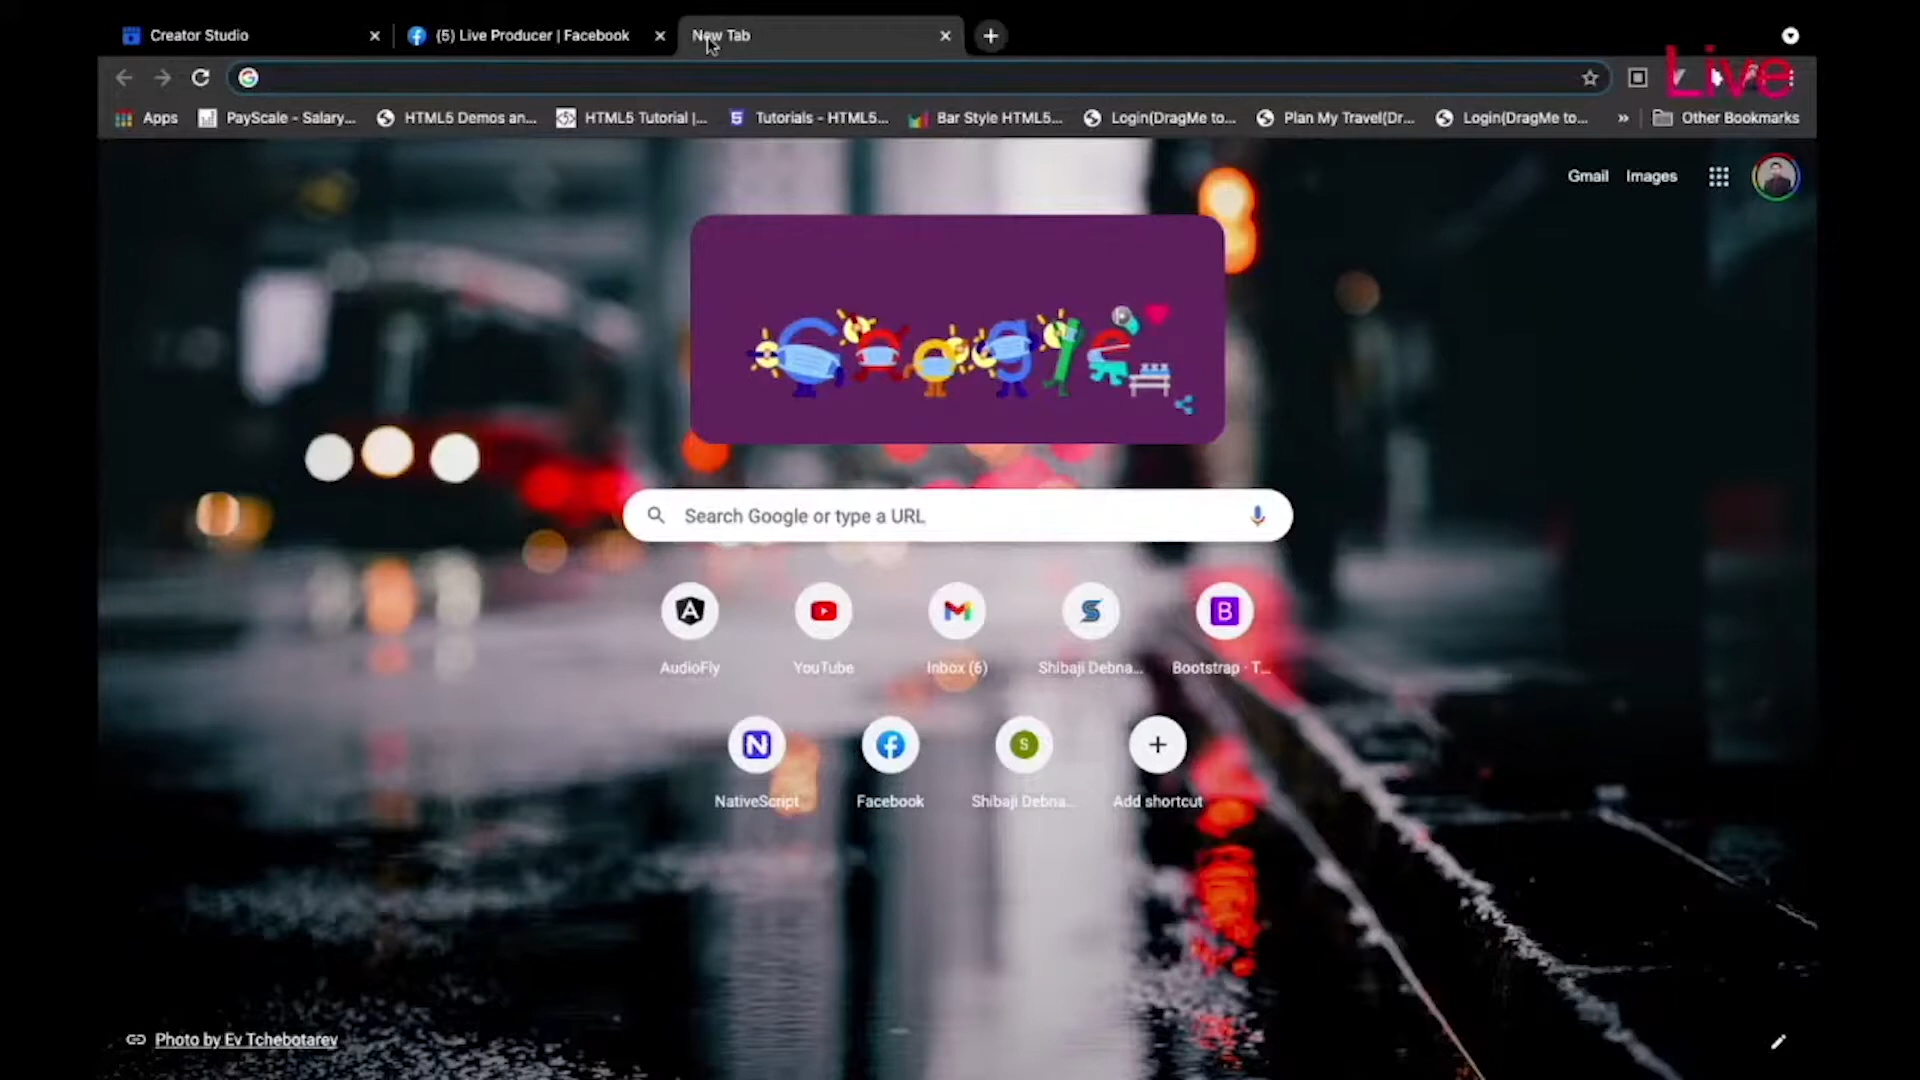 Creator Studio
(5) Live Producer | Facebook
New Tab
Live
Apps
PayScale - Salary...
HTML5 Demos an...
HTML5 Tutorial |...
Tutorials - HTML5...
Bar Style HTML5...
Login(DragMe to...
Plan My Travel(Dr...
Login(DragMe to...
»
Other Bookmarks
Gmail
Images
Google
Search Google or type a URL
AudioFly
YouTube
Inbox (6)
Shibaji Debna...
Bootstrap · T...
NativeScript
Facebook
S
Shibaji Debna...
Add shortcut
Photo by Ev Tchebotarev